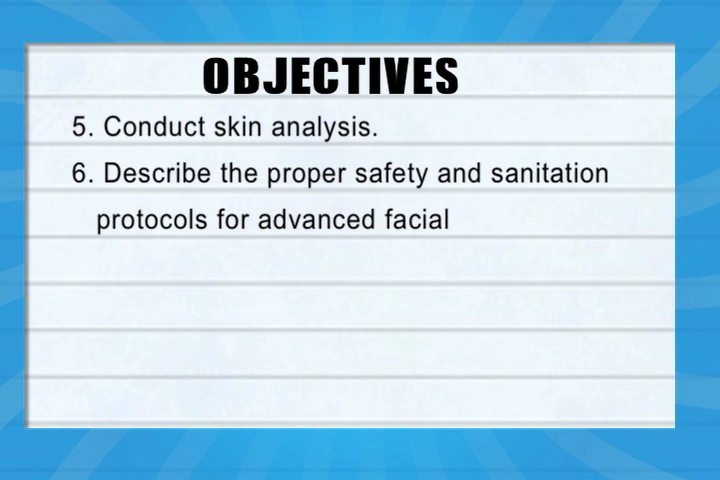 OBJECTIVES
5. Conduct skin analysis.
6. Describe the proper safety and sanitation
protocols for advanced facial